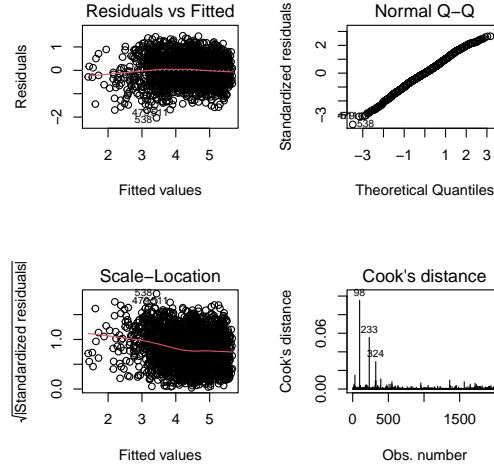 Residuals vs Fitted
Residuals
−2
0
1
538
2
3
4
5
Fitted values
Normal Q−Q
Standardized residuals
−3
0
2
538
−3
−1
1
2
3
Theoretical Quantiles
Scale−Location
√|Standardized residuals|
0.0
1.0
538
2
3
4
5
Fitted values
Cook's distance
Cook's distance
0.00
0.06
98
233
324
0
500
1500
Obs. number